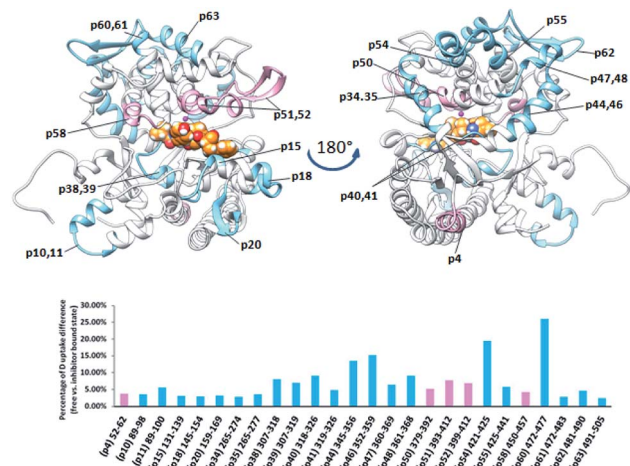 p60,61
p63
p51,52
p58
p15
p38,39
p18
p10,11
p20
180°
p55
p54
p62
p50
p47,48
p34.35
p44,46
p40,41
p4
Percentage of D uptake difference
(free vs. inhibitor bound state)
30.00%
25.00%
20.00%
15.00%
10.00%
5.00%
0.00%
(p4) 52-62
(p10) 89-98
(p11) 89-100
(p15) 131-139
(p18) 145-154
(p20) 159-169
(p34) 265-274
(p35) 265-277
(p38) 307-318
(p39) 307-319
(p40) 318-326
(p41) 319-326
(p44) 345-356
(p46) 352-359
(p47) 360-369
(p48) 361-368
(p50) 379-392
(p51) 393-412
(p52) 399-412
(p54) 421-425
(p55) 425-441
(p58) 450-457
(p60) 472-477
(p61) 472-483
(p62) 481-490
(p63) 491-505